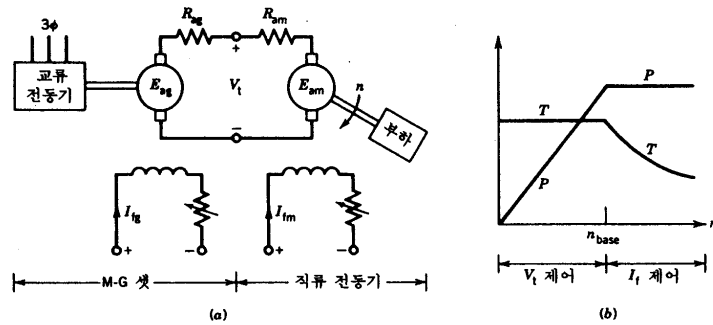 3ϕ
교류
전동기
R_ag
R_am
+
E_ag
V_t
E_am
n
−
부하
I_fg
+
−
I_fm
+
−
M-G 셋
직류 전동기
(a)
P
T
T
P
n
n_base
V_t 제어
I_f 제어
(b)